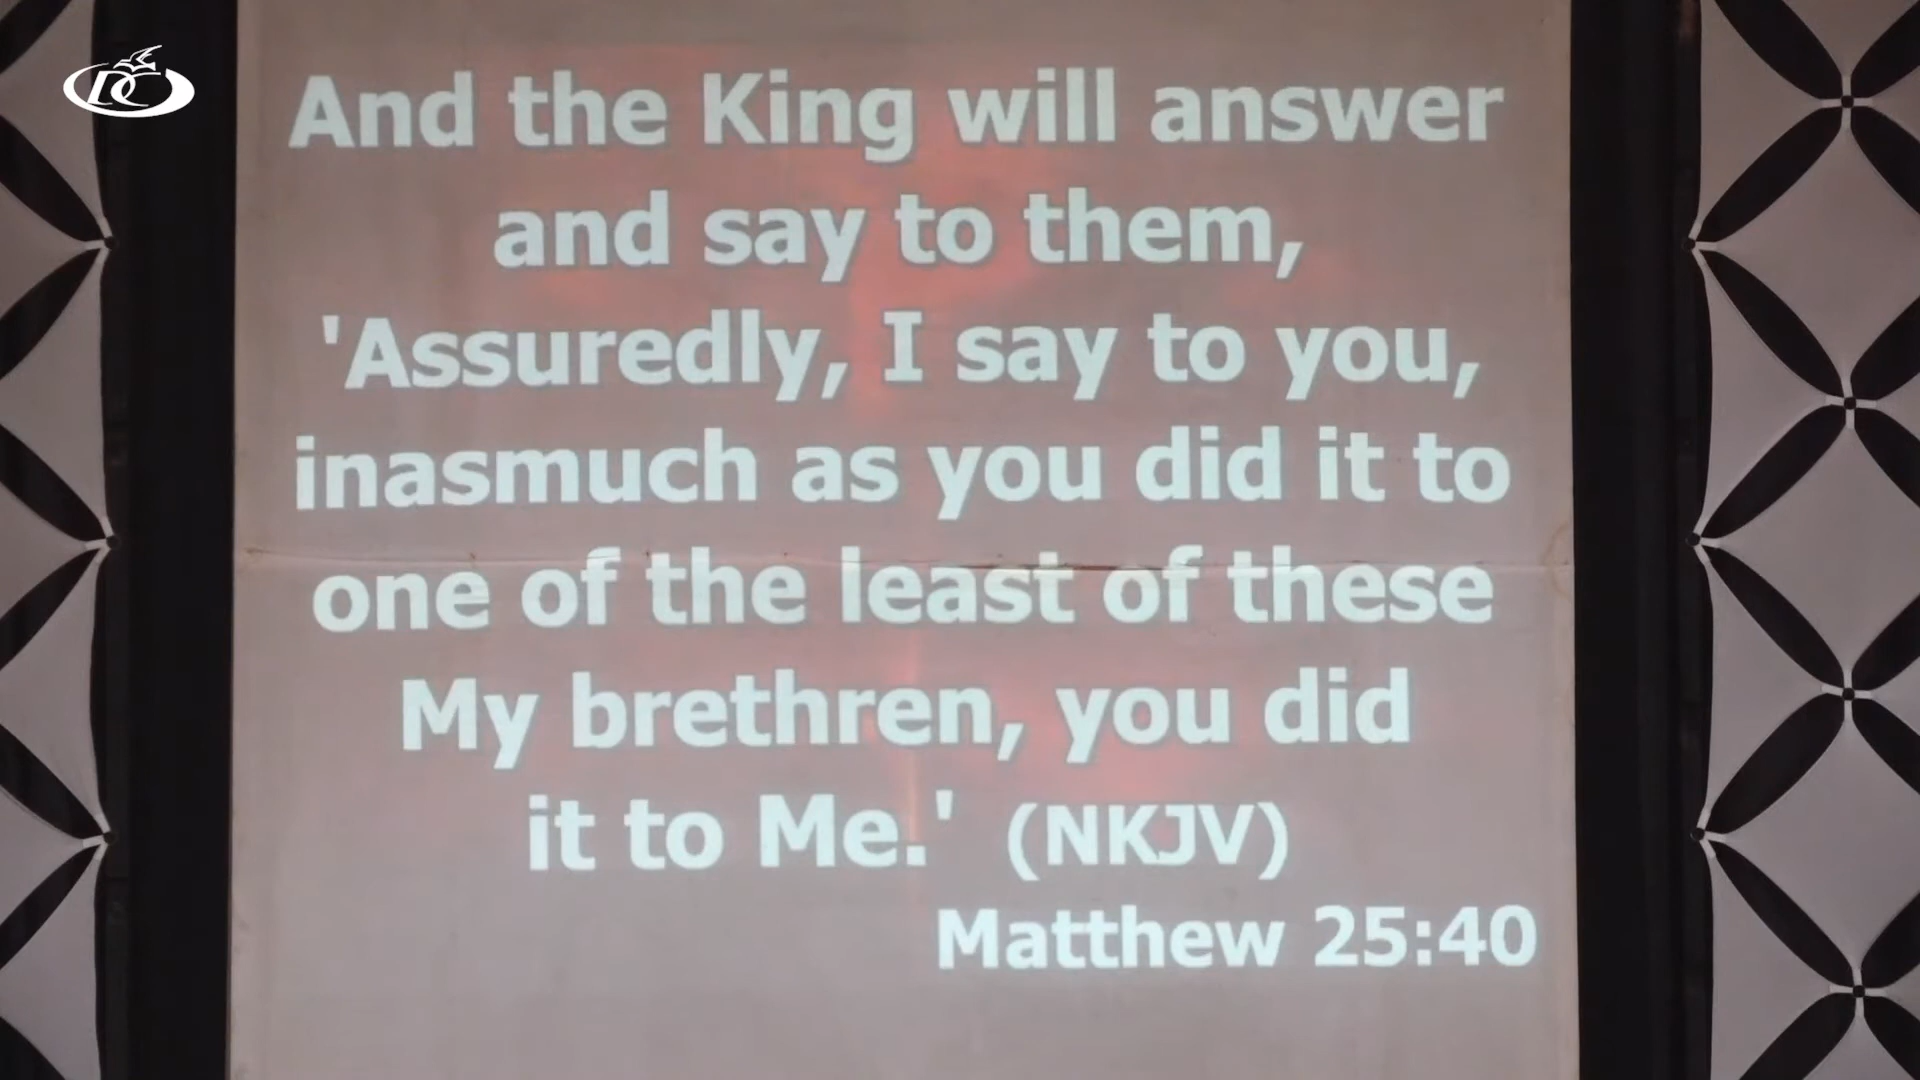 DC
And the King will answer
and say to them,
'Assuredly, I say to you,
inasmuch as you did it to
one of the least of these
My brethren, you did
it to Me.' (NKJV)
Matthew 25:40